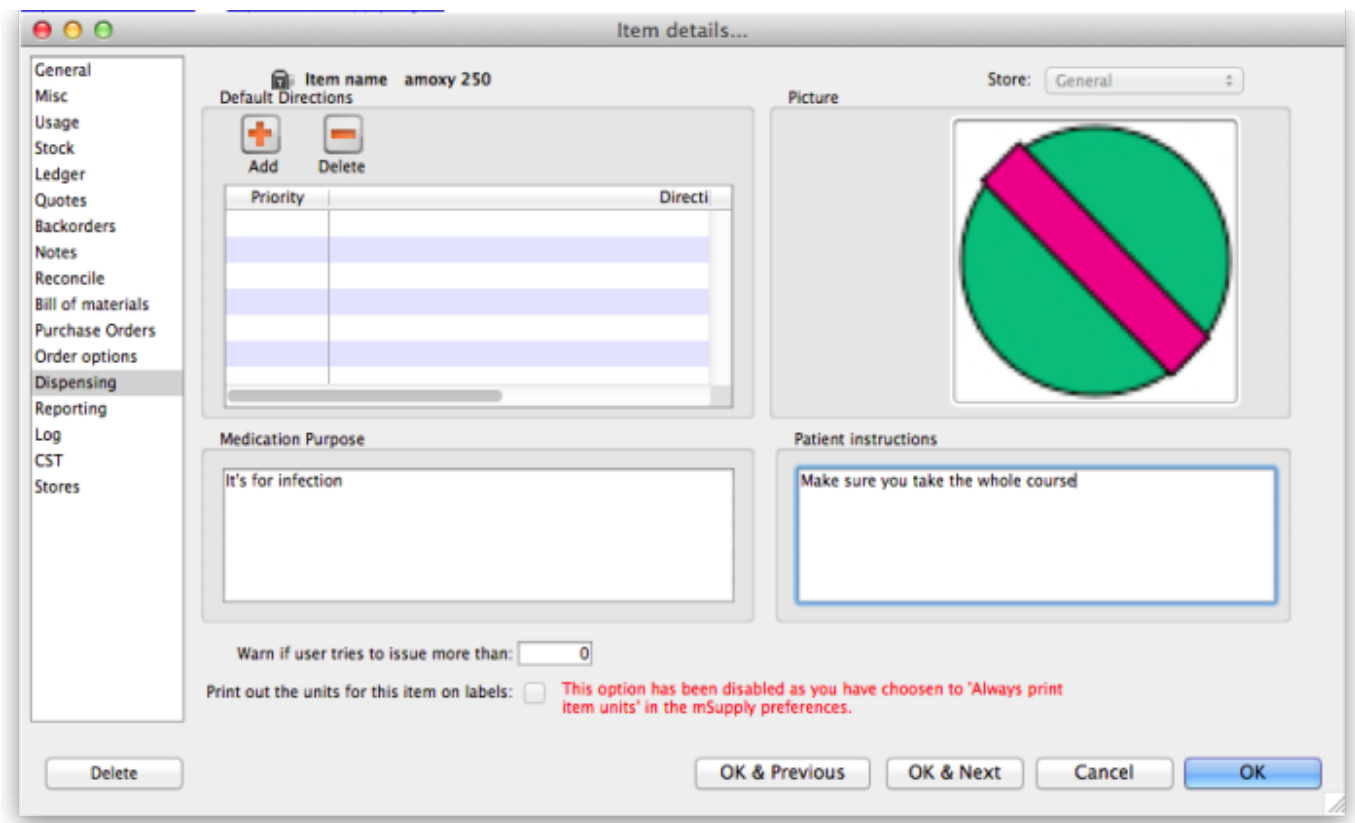 Item details...
General
Misc
Usage
Stock
Ledger
Quotes
Backorders
Notes
Reconcile
Bill of materials
Purchase Orders
Order options
Dispensing
Reporting
Log
CST
Stores
Item name amoxy 250
Store: General
Default Directions
Add Delete
Priority Directi
Picture
Medication Purpose
It's for infection
Patient instructions
Make sure you take the whole course
Warn if user tries to issue more than: 0
Print out the units for this item on labels:
This option has been disabled as you have choosen to 'Always print
item units' in the mSupply preferences.
Delete
OK & Previous OK & Next Cancel OK